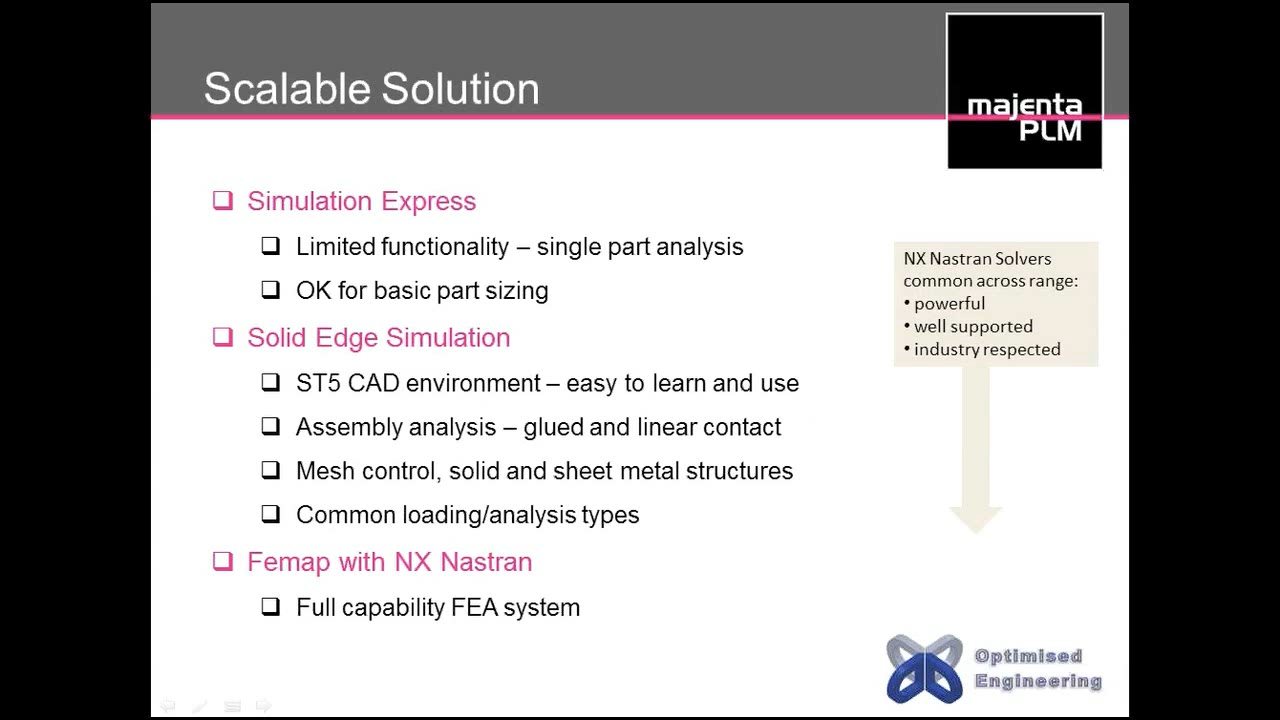 Scalable Solution
majenta
PLM
❑ Simulation Express
❑ Limited functionality – single part analysis
❑ OK for basic part sizing
❑ Solid Edge Simulation
❑ ST5 CAD environment – easy to learn and use
❑ Assembly analysis – glued and linear contact
❑ Mesh control, solid and sheet metal structures
❑ Common loading/analysis types
❑ Femap with NX Nastran
❑ Full capability FEA system
NX Nastran Solvers
common across range:
• powerful
• well supported
• industry respected
Optimised
Engineering